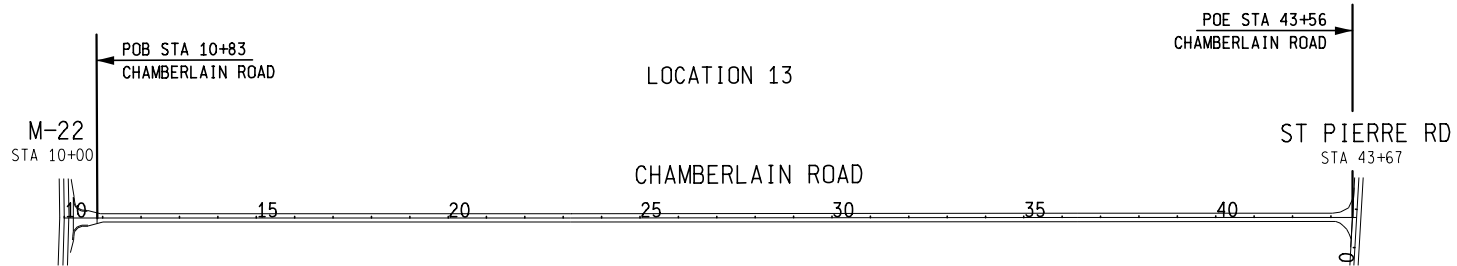 POB STA 10+83
CHAMBERLAIN ROAD
POE STA 43+56
CHAMBERLAIN ROAD
LOCATION 13
M-22
STA 10+00
ST PIERRE RD
STA 43+67
CHAMBERLAIN ROAD
10 15 20 25 30 35 40